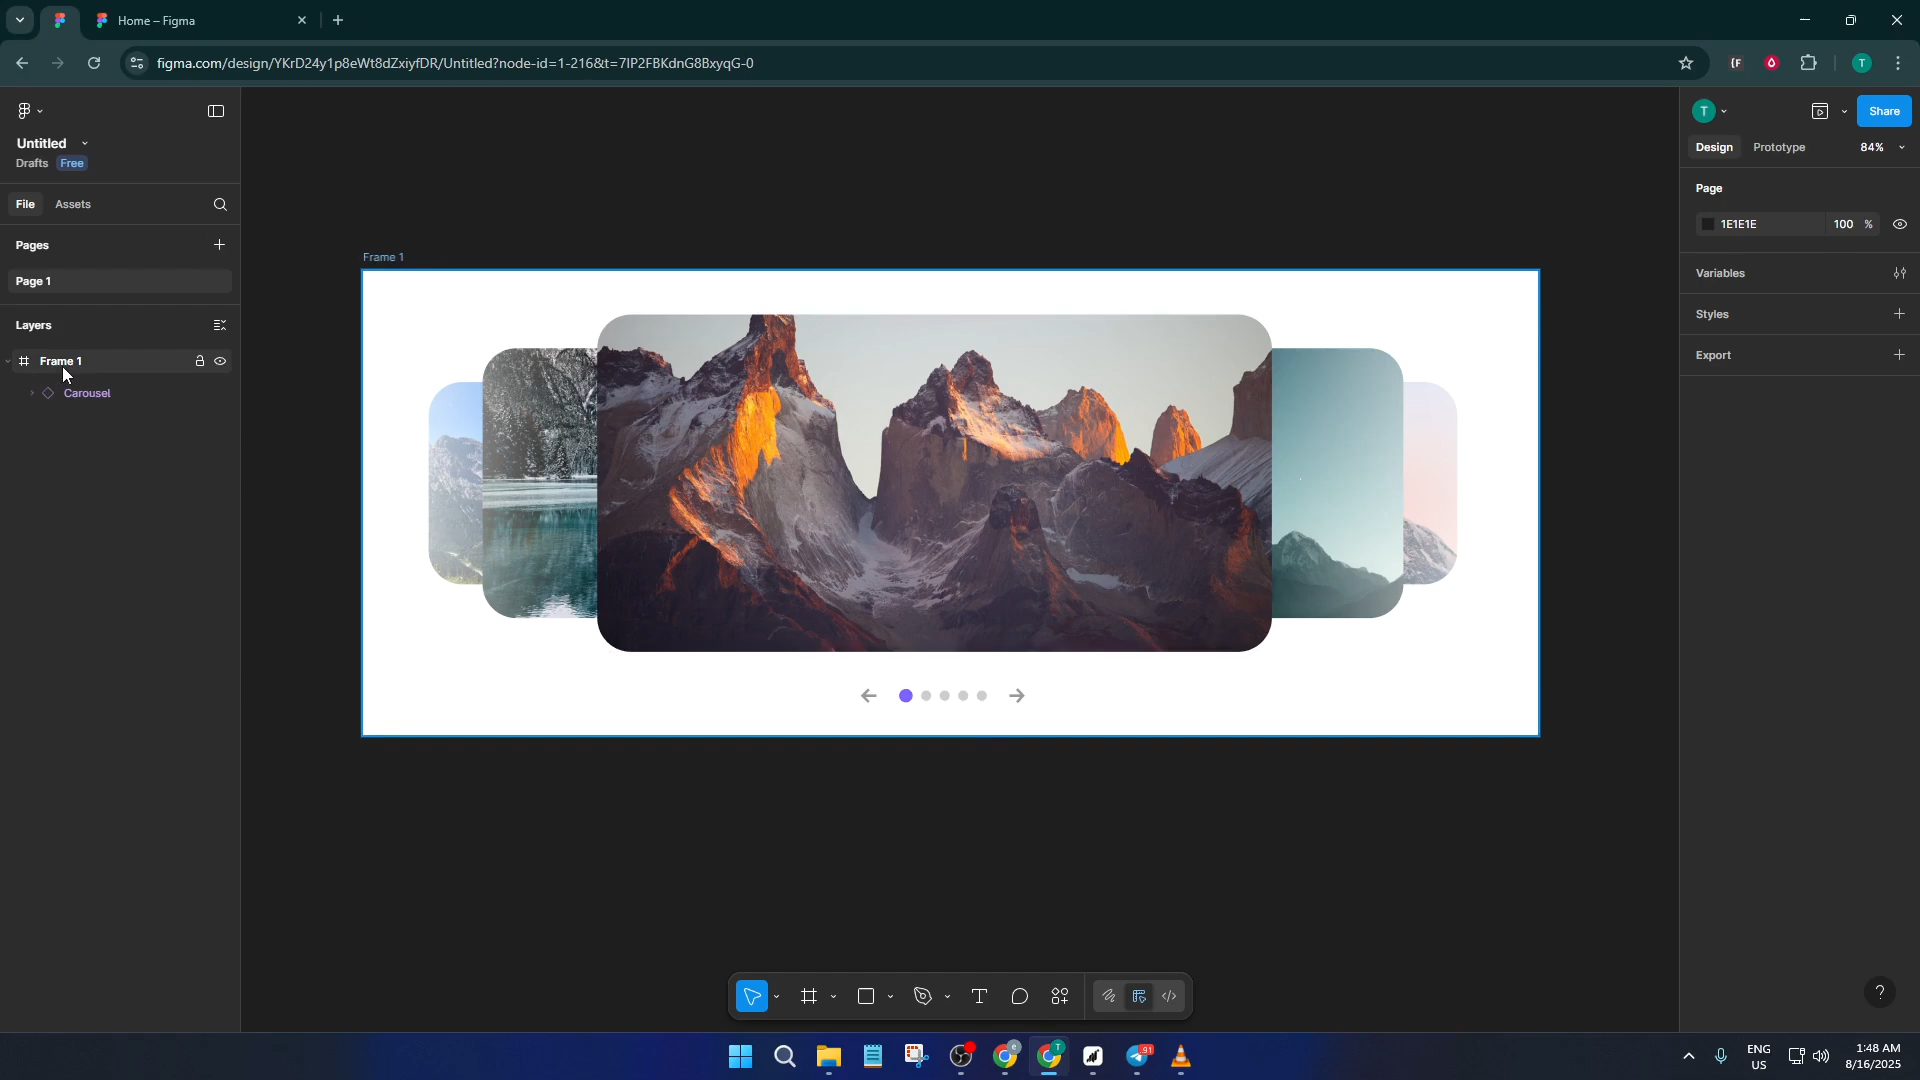 Home – Figma
figma.com/design/YKrD24y1p8eWt8dZxiyfDR/Untitled?node-id=1-216&t=7IP2FBKdnG8BxyqG-0
T
Untitled
Drafts Free
T
Share
Design Prototype 84%
File Assets
Page
Pages
1E1E1E 100 %
Page 1
Variables
Layers
Styles
Export
Frame 1
Carousel
Frame 1
?
e
T
91
ENG
US
1:48 AM
8/16/2025